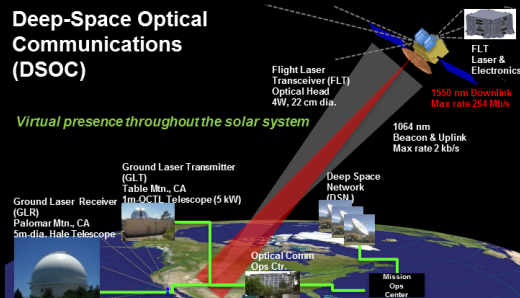 Deep-Space Optical
Communications
(DSOC)
FLT
Laser &
Electronics
Flight Laser
Transceiver (FLT)
Optical Head
4W, 22 cm dia.
1550 nm Downlink
Max rate 264 Mb/s
Virtual presence throughout the solar system
1064 nm
Beacon & Uplink
Max rate 2 kb/s
Ground Laser Transmitter
(GLT)
Table Mtn., CA
1m-OCTL Telescope (5 kW)
Deep Space
Network
(DSN)
Ground Laser Receiver
(GLR)
Palomar Mtn., CA
5m-dia. Hale Telescope
Optical Comm
Ops Ctr.
Mission
Ops
Center